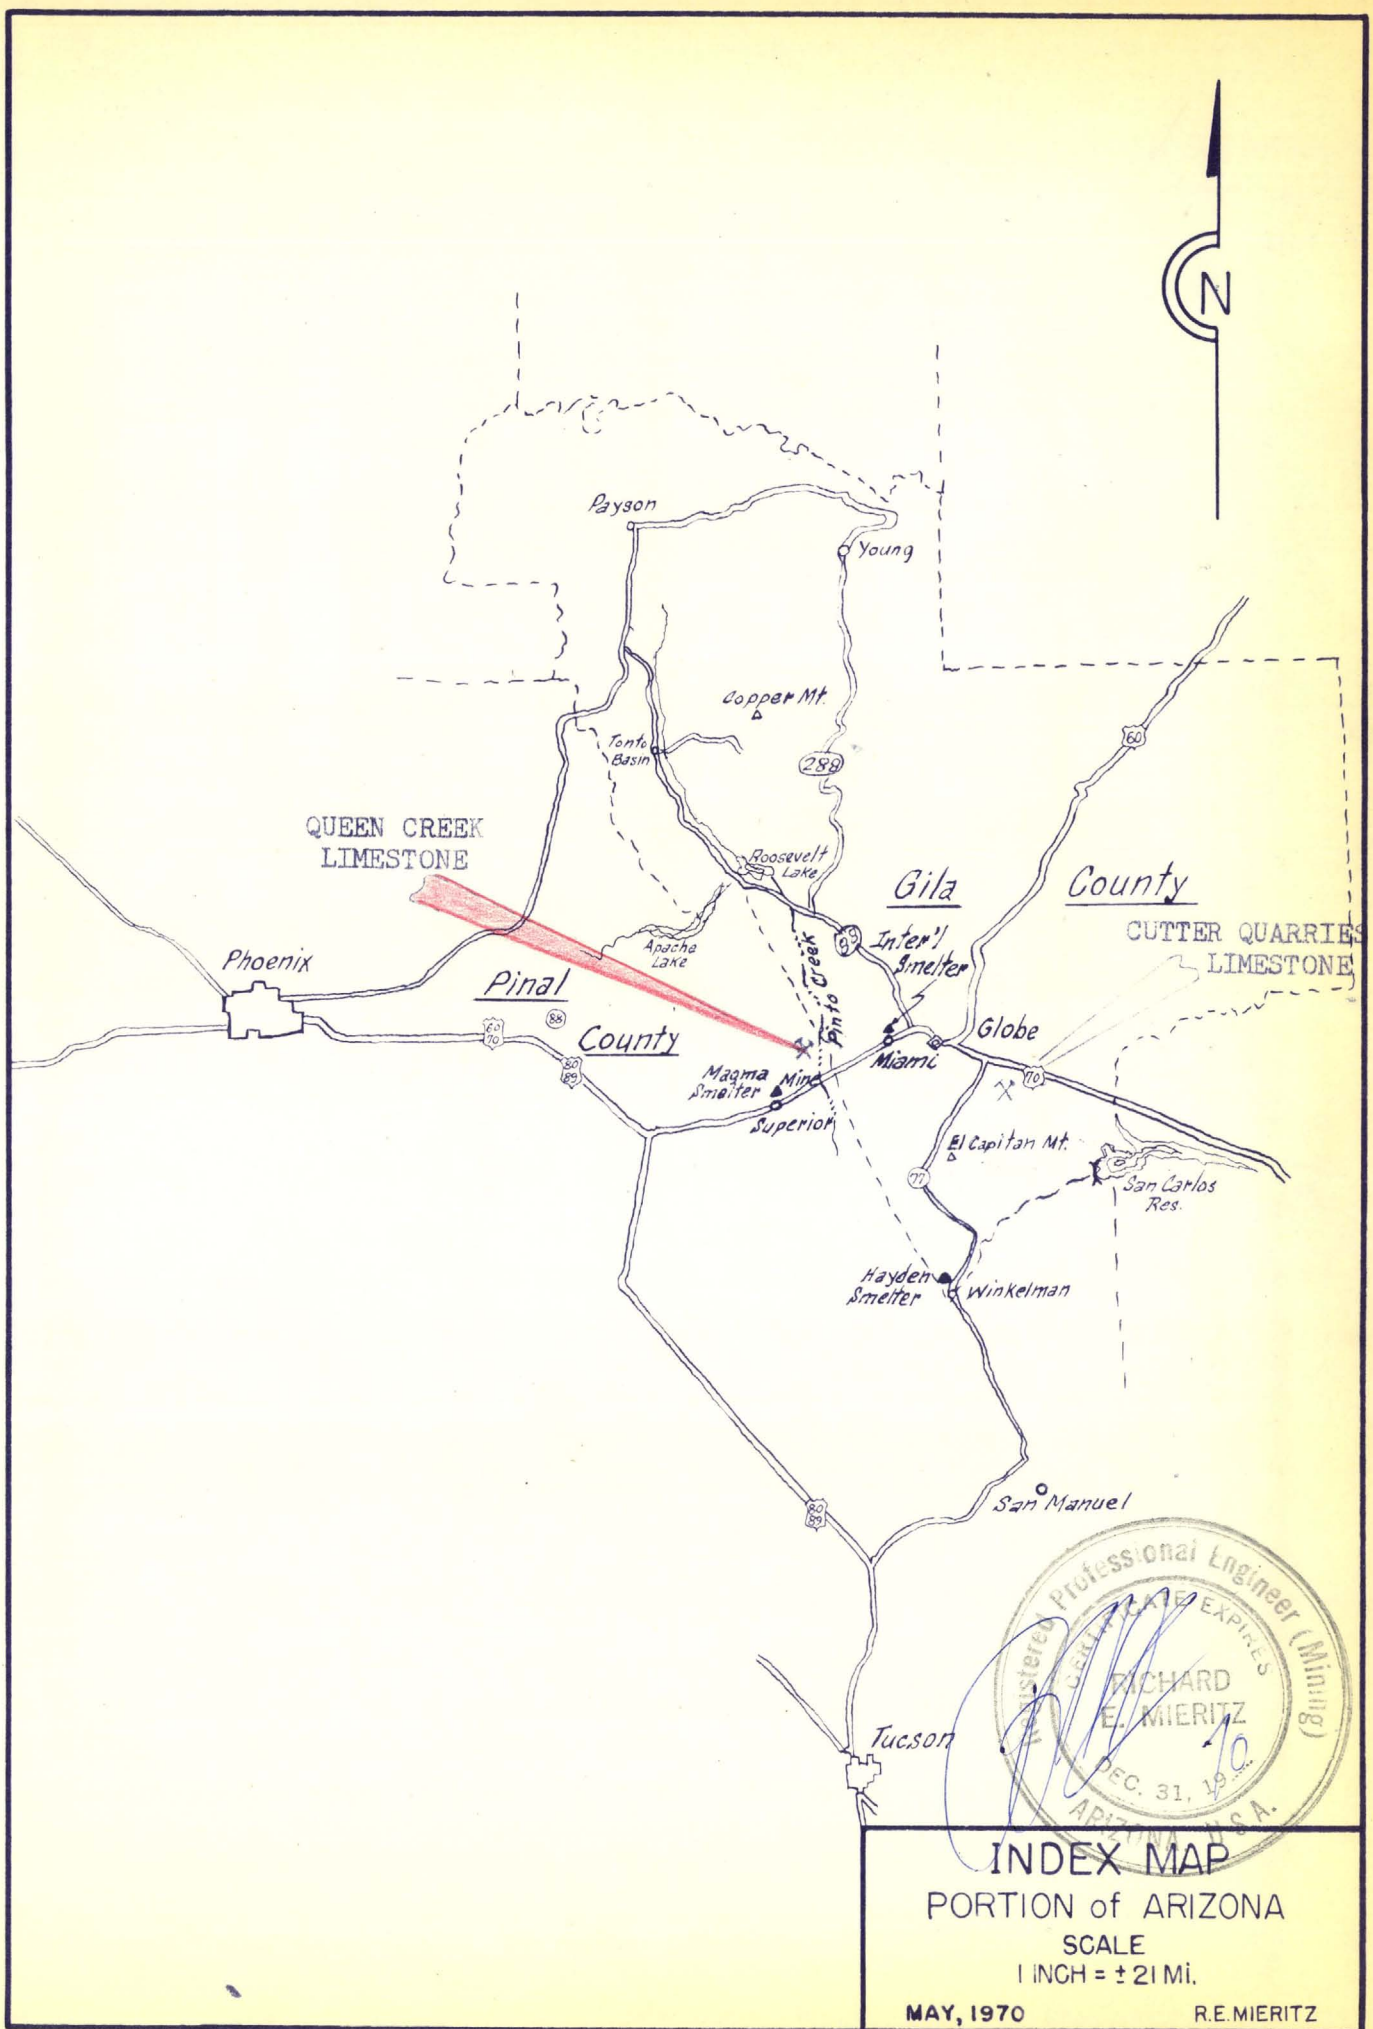 N
Payson
Young
Copper Mt.
Tonto
Basin
288
60
QUEEN CREEK
LIMESTONE
Roosevelt
Lake
Gila County
CUTTER QUARRIES
LIMESTONE
Apache
Lake
Pinto Creek
Inter'l
Smelter
Phoenix
Pinal
County
88
60
70
80
89
Globe
Miami
Magma
Smelter
Mine
Superior
70
El Capitan Mt.
77
San Carlos
Res.
Hayden
Smelter
Winkelman
80
89
San Manuel
Tucson
Registered Professional Engineer (Mining)
CERTIFICATE EXPIRES
RICHARD
E. MIERITZ
DEC. 31, 1970
ARIZONA, U.S.A.
INDEX MAP
PORTION of ARIZONA
SCALE
1 INCH = ± 21 Mi.
MAY, 1970 R.E. MIERITZ